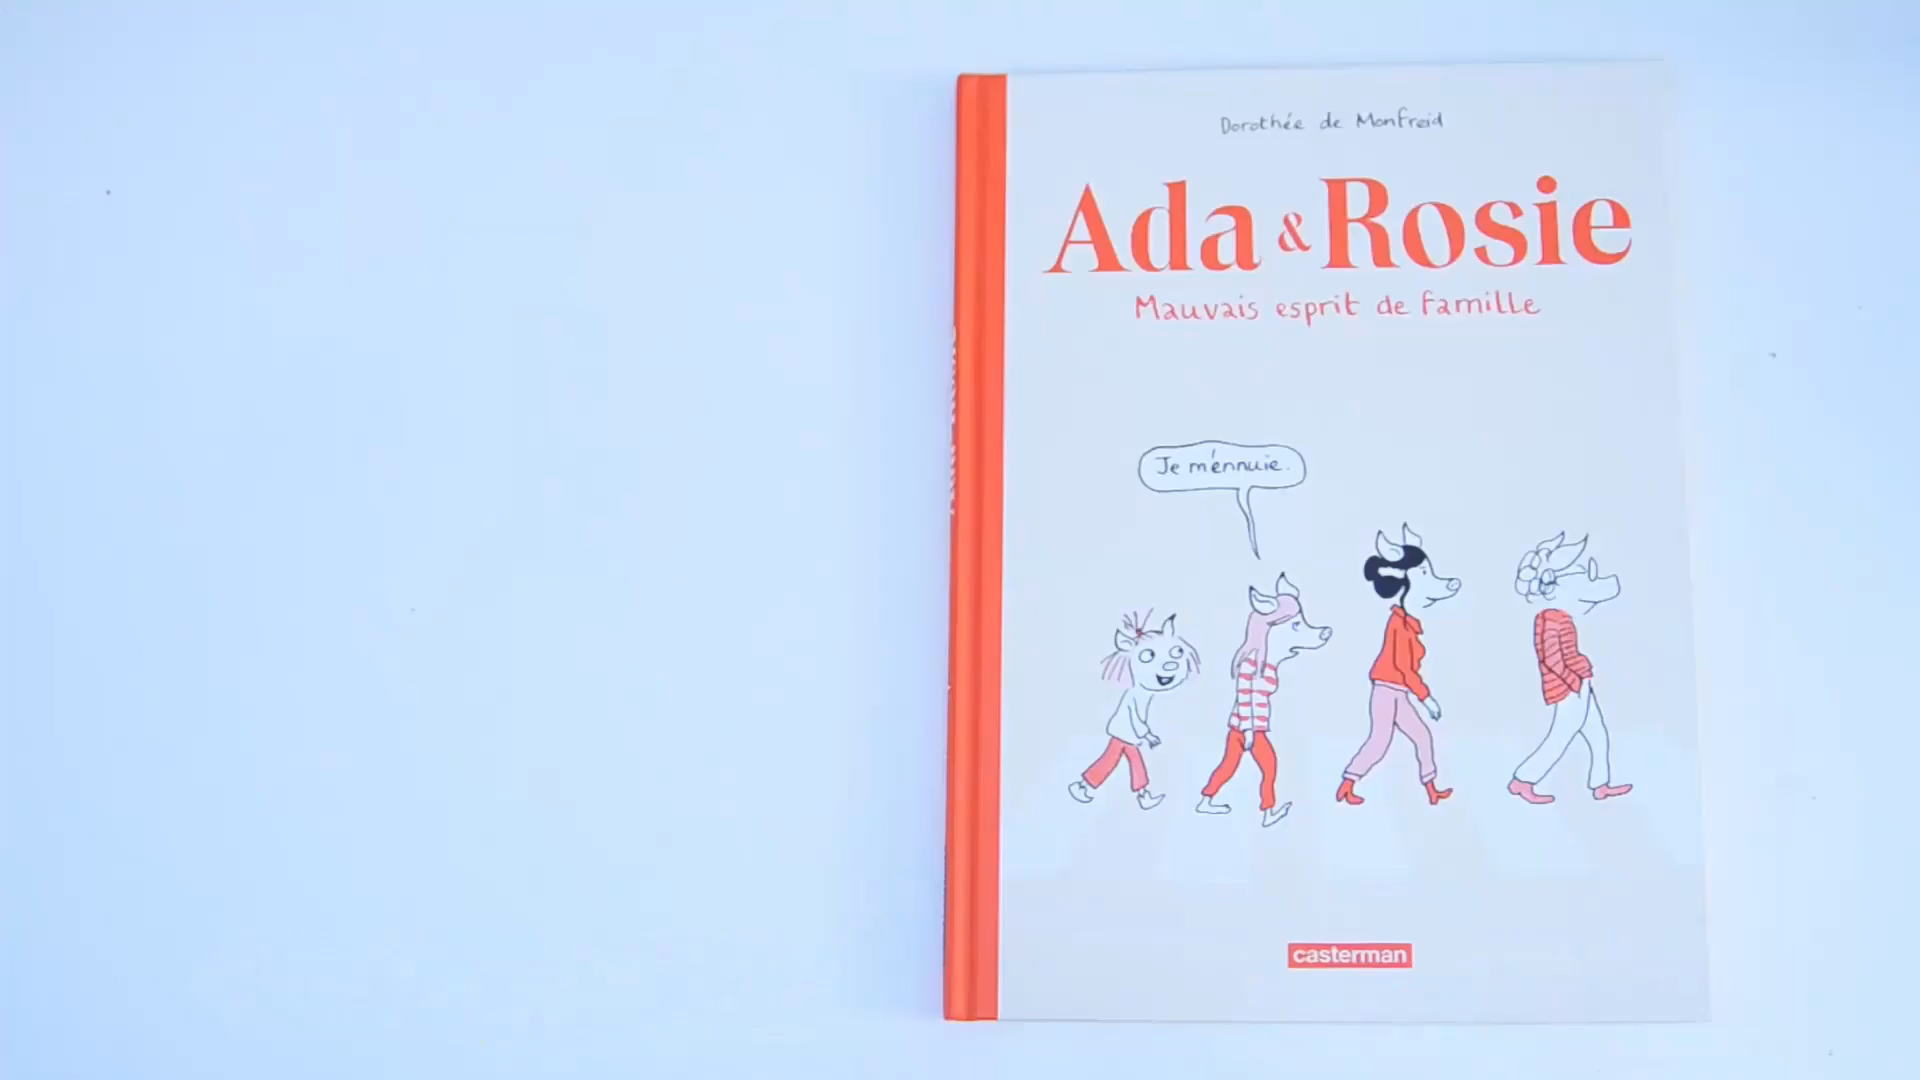 Dorothée de Monfreid
Ada & Rosie
Mauvais esprit de famille
Je m'ennuie.
casterman